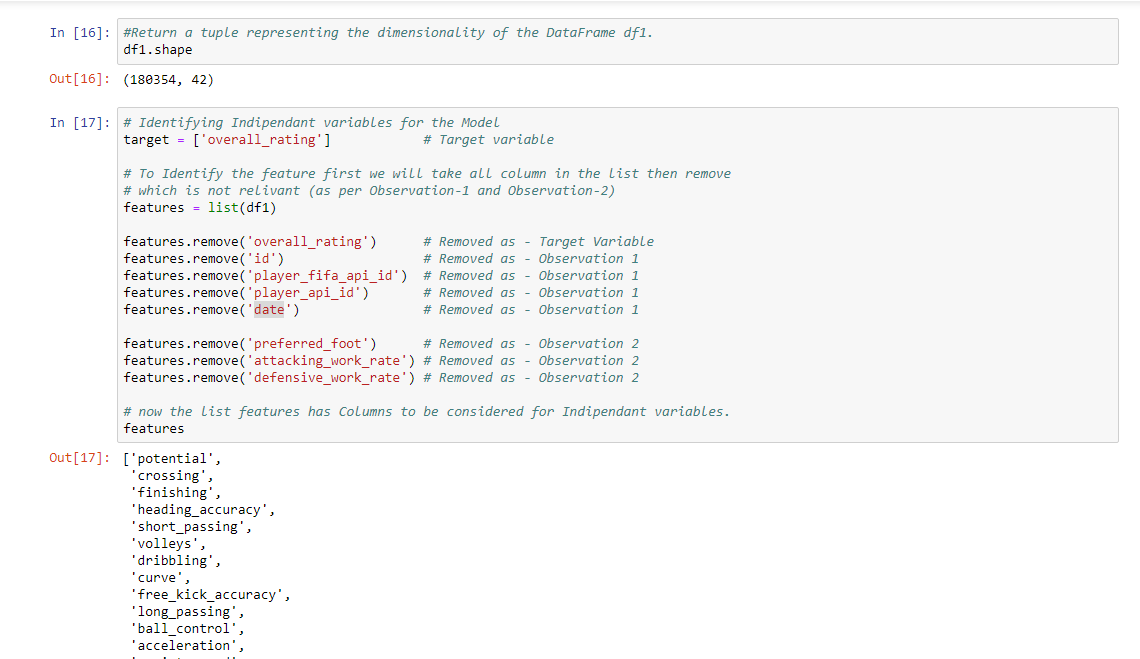 In [16]: #Return a tuple representing the dimensionality of the DataFrame df1.
df1.shape
Out[16]: (180354, 42)
In [17]: # Identifying Indipendant variables for the Model
target = ['overall_rating'] # Target variable
# To Identify the feature first we will take all column in the list then remove
# which is not relivant (as per Observation-1 and Observation-2)
features = list(df1)
features.remove('overall_rating') # Removed as - Target Variable
features.remove('id') # Removed as - Observation 1
features.remove('player_fifa_api_id') # Removed as - Observation 1
features.remove('player_api_id') # Removed as - Observation 1
features.remove('date') # Removed as - Observation 1
features.remove('preferred_foot') # Removed as - Observation 2
features.remove('attacking_work_rate') # Removed as - Observation 2
features.remove('defensive_work_rate') # Removed as - Observation 2
# now the list features has Columns to be considered for Indipendant variables.
features
Out[17]: ['potential',
'crossing',
'finishing',
'heading_accuracy',
'short_passing',
'volleys',
'dribbling',
'curve',
'free_kick_accuracy',
'long_passing',
'ball_control',
'acceleration',